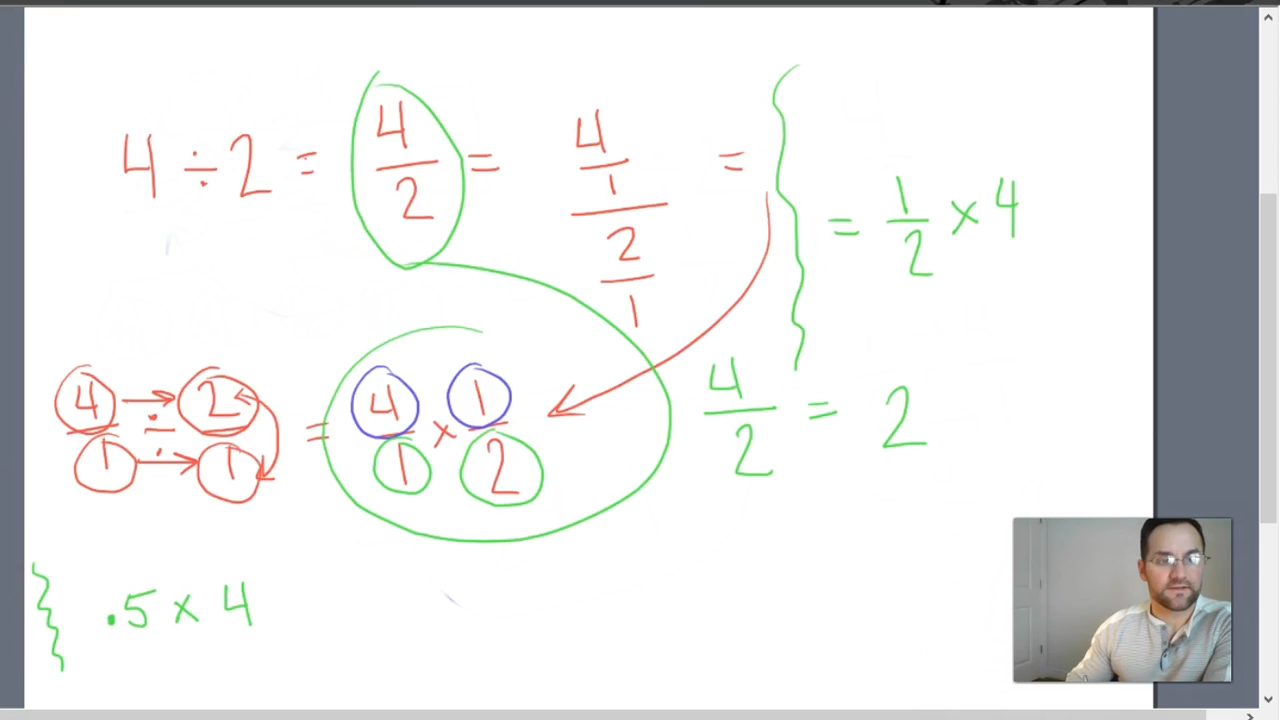 4 ÷ 2 = 4/2 = 4/1 / 2/1 =
= 1/2 × 4
4/1 ÷ 2/1 = 4/1 × 1/2
4/2 = 2
.5 × 4